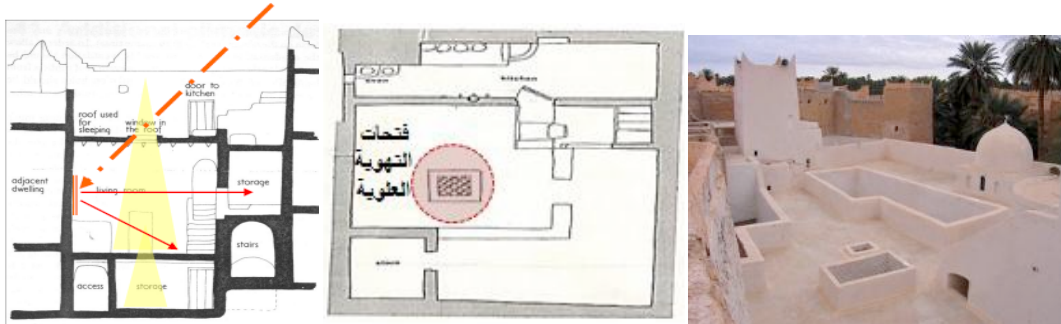 door to
kitchen
roof used
for
sleeping
window in
the roof
adjacent
dwelling
living room
storage
stairs
access
storage
oven
kitchen
فتحات
التهوية
العلوية
store